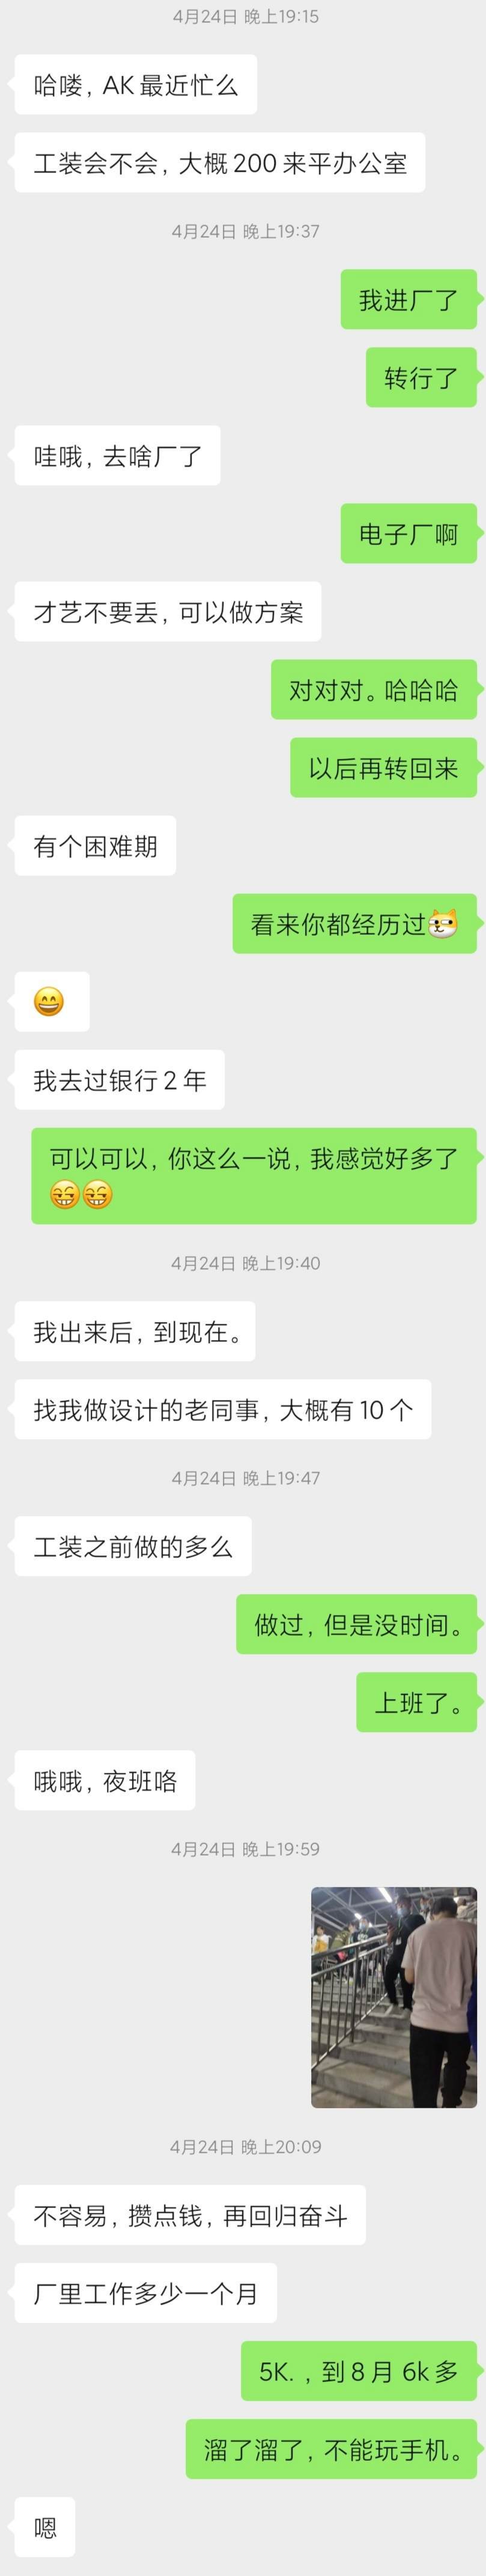 4月24日 晚上19:15
哈喽，AK最近忙么
工装会不会，大概200来平办公室
4月24日 晚上19:37
我进厂了
转行了
哇哦，去啥厂了
电子厂啊
才艺不要丢，可以做方案
对对对。哈哈哈
以后再转回来
有个困难期
看来你都经历过
我去过银行2年
可以可以，你这么一说，我感觉好多了
4月24日 晚上19:40
我出来后，到现在。
找我做设计的老同事，大概有10个
4月24日 晚上19:47
工装之前做的多么
做过，但是没时间。
上班了。
哦哦，夜班咯
4月24日 晚上19:59
4月24日 晚上20:09
不容易，攒点钱，再回归奋斗
厂里工作多少一个月
5K.，到8月6k多
溜了溜了，不能玩手机。
嗯